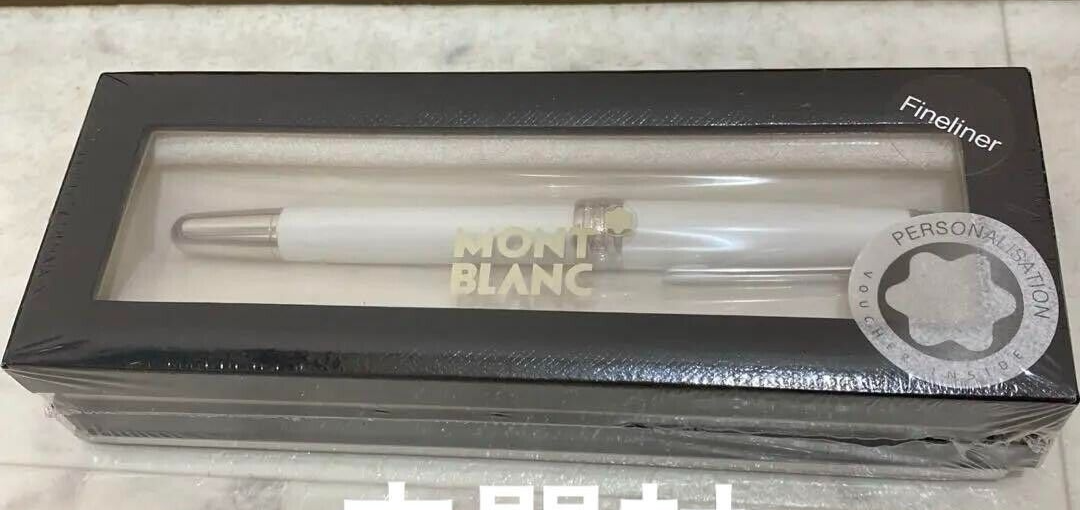 Fineliner
MONT
BLANC
PERSONALISATION
VOUCHER INSIDE